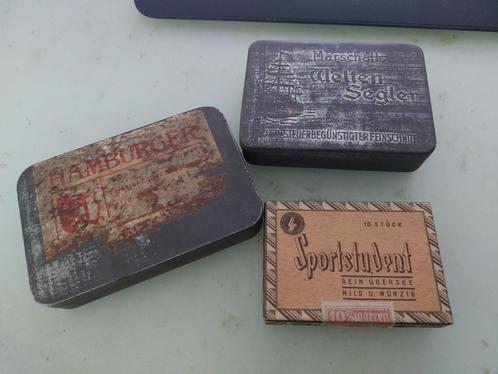 Marschalls
Welten
Segler
STEUERBEGÜNSTIGTER FEINSCHNITT
HAMBURGER
10 STÜCK
Sportstudent
REIN ÜBERSEE
MILD U. WÜRZIG
10 Zigarren